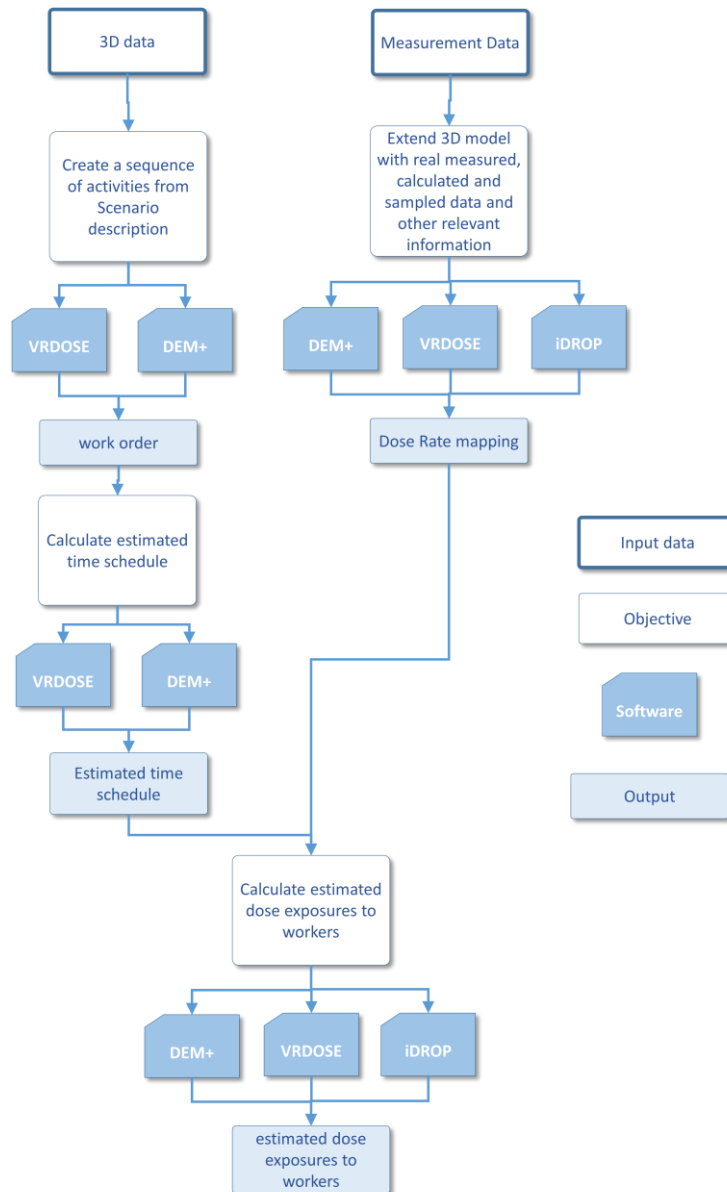 3D data
Measurement Data
Create a sequence
of activities from
Scenario
description
Extend 3D model
with real measured,
calculated and
sampled data and
other relevant
information
VRDOSE
DEM+
DEM+
VRDOSE
iDROP
work order
Dose Rate mapping
Calculate estimated
time schedule
VRDOSE
DEM+
Estimated time
schedule
Input data
Objective
Software
Output
Calculate estimated
dose exposures to
workers
DEM+
VRDOSE
iDROP
estimated dose
exposures to
workers